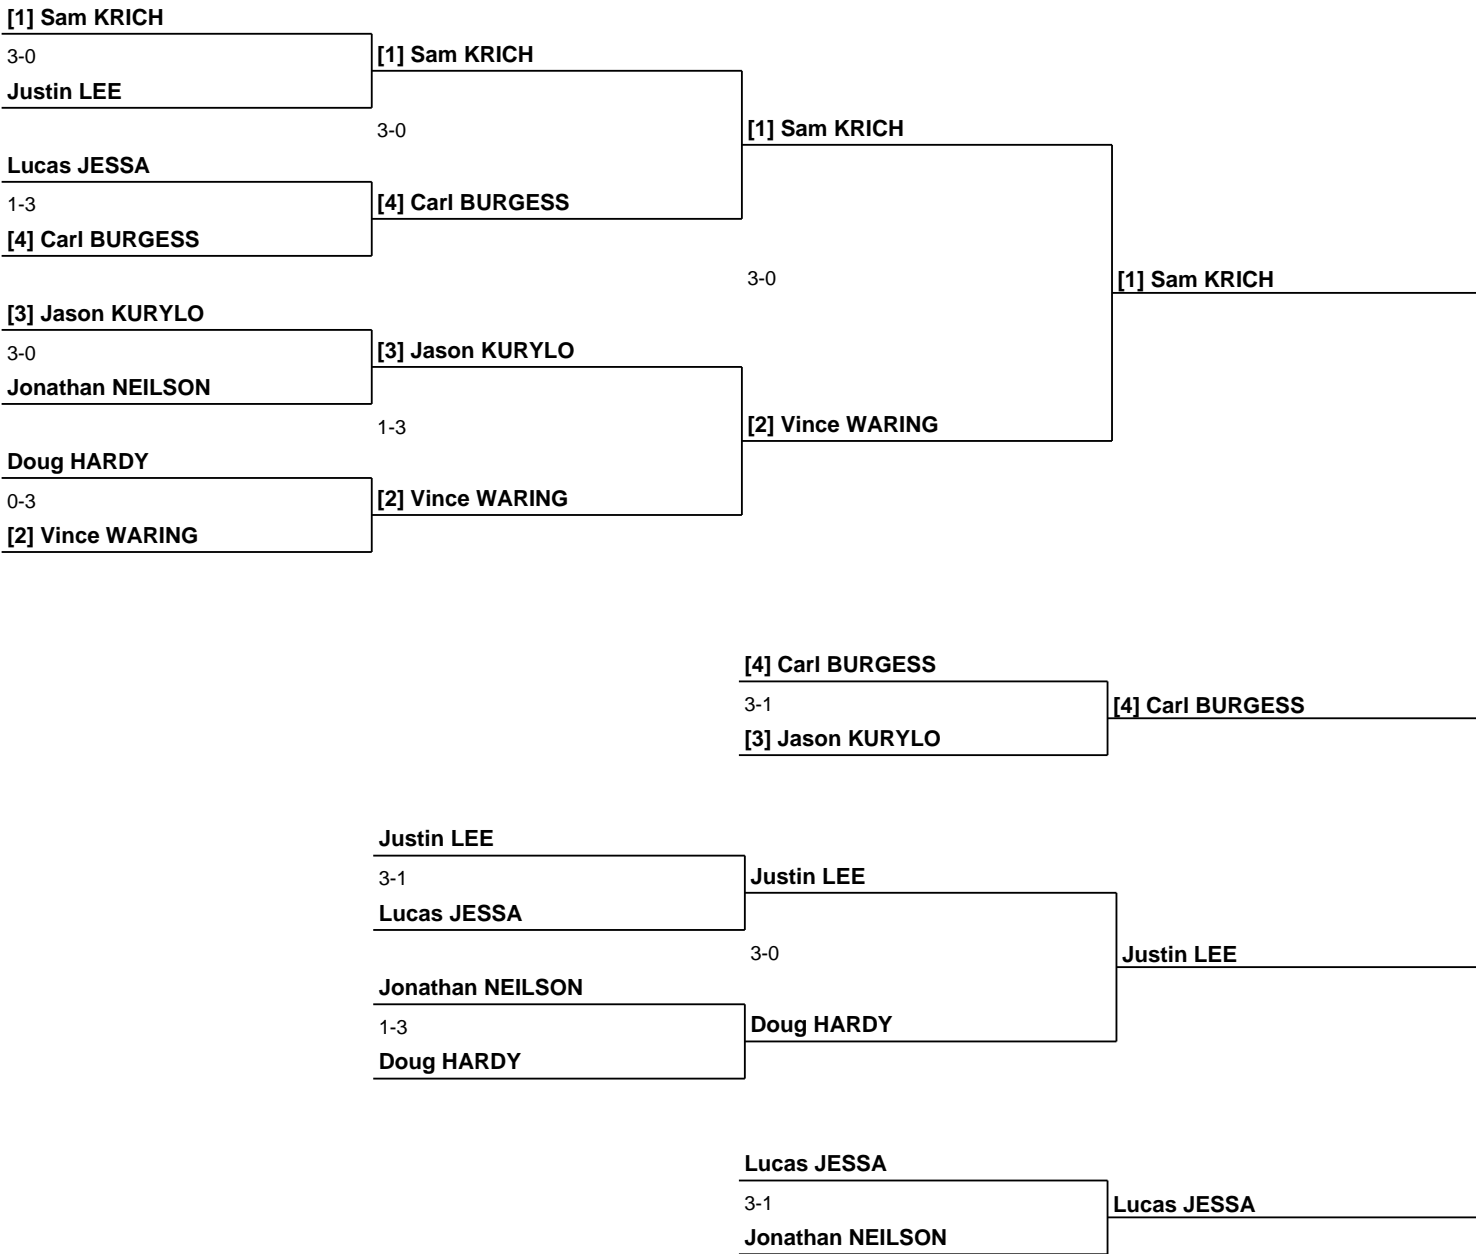 [1] Sam KRICH
3-0
[1] Sam KRICH
Justin LEE
3-0
[1] Sam KRICH
Lucas JESSA
1-3
[4] Carl BURGESS
[4] Carl BURGESS
3-0
[1] Sam KRICH
[3] Jason KURYLO
3-0
[3] Jason KURYLO
Jonathan NEILSON
1-3
[2] Vince WARING
Doug HARDY
0-3
[2] Vince WARING
[2] Vince WARING
[4] Carl BURGESS
3-1
[4] Carl BURGESS
[3] Jason KURYLO
Justin LEE
3-1
Justin LEE
Lucas JESSA
3-0
Justin LEE
Jonathan NEILSON
1-3
Doug HARDY
Doug HARDY
Lucas JESSA
3-1
Lucas JESSA
Jonathan NEILSON